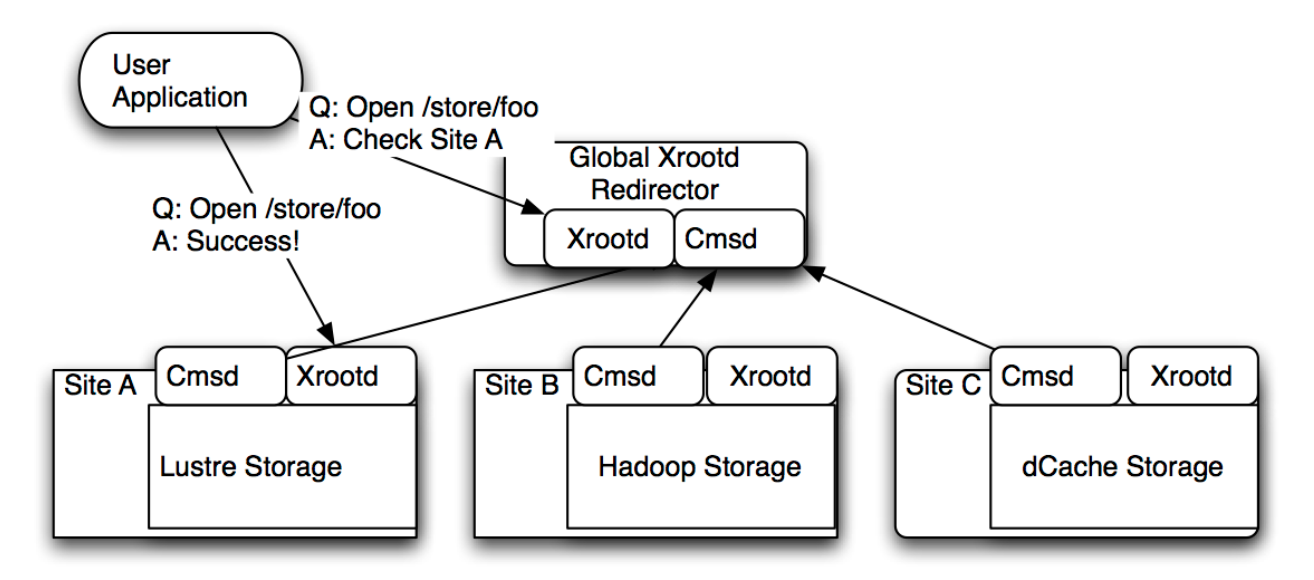 User
Application
Q: Open /store/foo
A: Check Site A
Global Xrootd
Redirector
Q: Open /store/foo
A: Success!
Xrootd
Cmsd
Site A
Cmsd
Xrootd
Site B
Cmsd
Xrootd
Site C
Cmsd
Xrootd
Lustre Storage
Hadoop Storage
dCache Storage